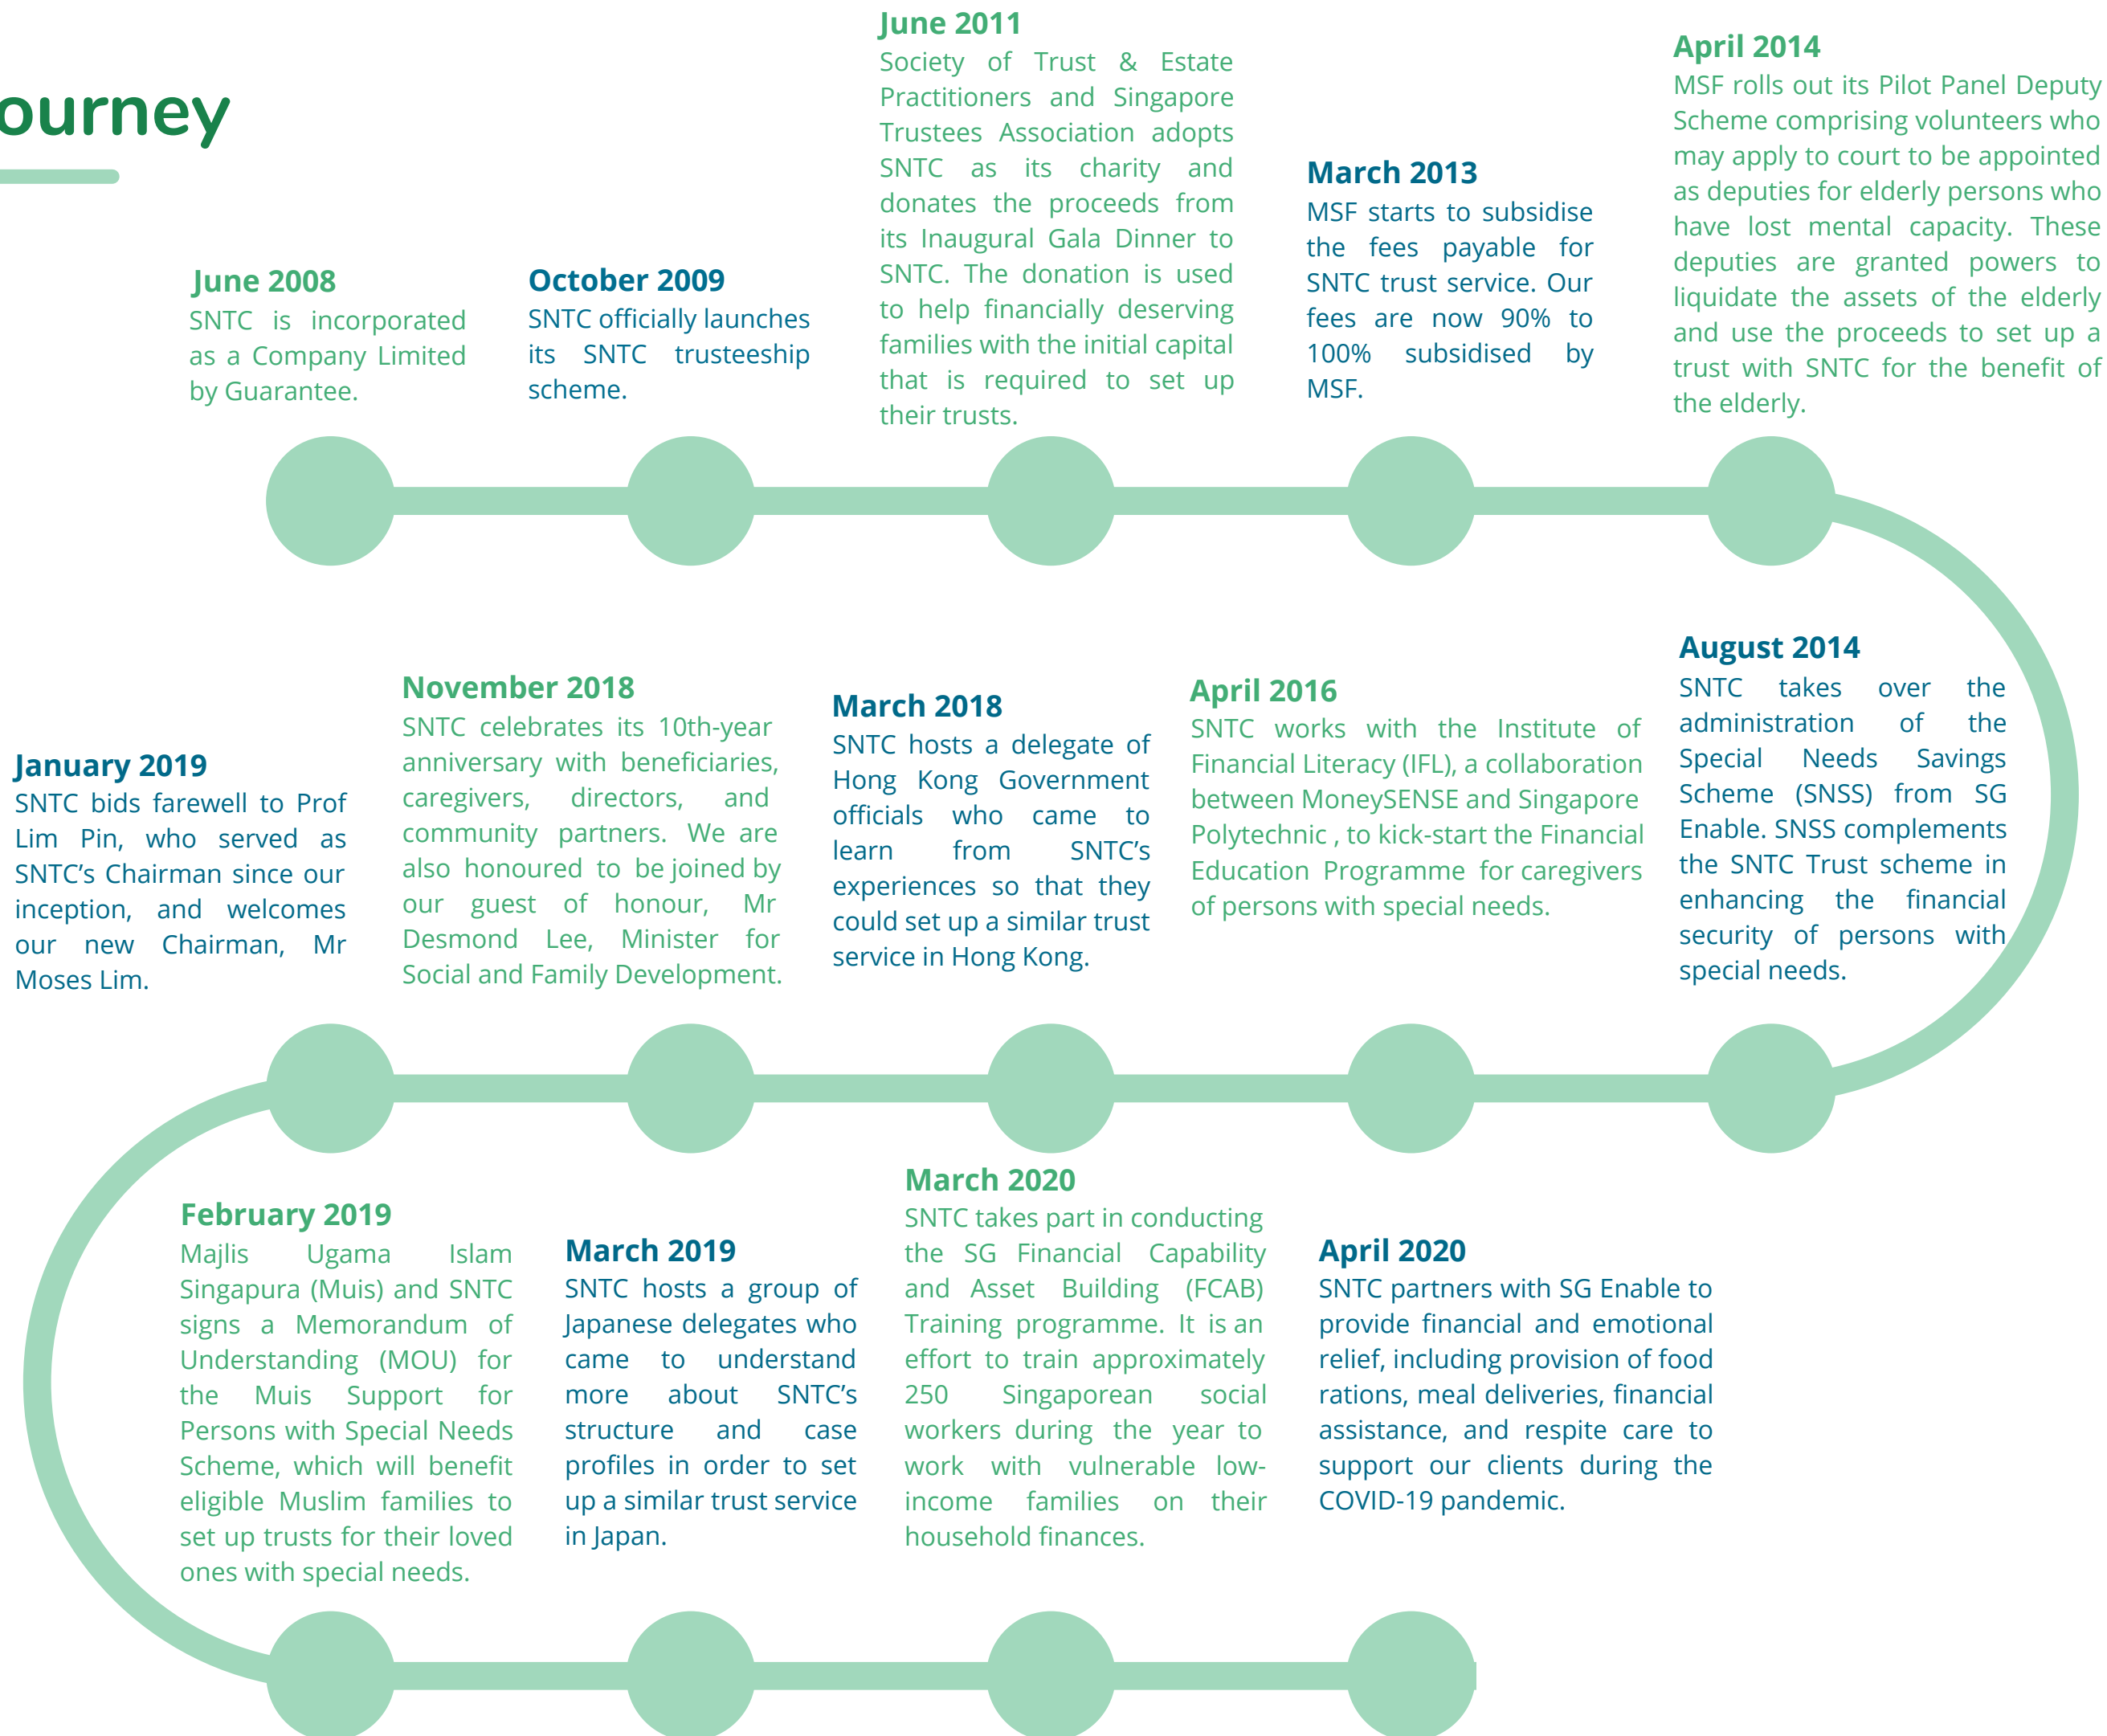 ourney
June 2008
SNTC is incorporated
as a Company Limited
by Guarantee.
October 2009
SNTC officially launches
its SNTC trusteeship
scheme.
June 2011
Society of Trust & Estate
Practitioners and Singapore
Trustees Association adopts
SNTC as its charity and
donates the proceeds from
its Inaugural Gala Dinner to
SNTC. The donation is used
to help financially deserving
families with the initial capital
that is required to set up
their trusts.
March 2013
MSF starts to subsidise
the fees payable for
SNTC trust service. Our
fees are now 90% to
100% subsidised by
MSF.
April 2014
MSF rolls out its Pilot Panel Deputy
Scheme comprising volunteers who
may apply to court to be appointed
as deputies for elderly persons who
have lost mental capacity. These
deputies are granted powers to
liquidate the assets of the elderly
and use the proceeds to set up a
trust with SNTC for the benefit of
the elderly.
August 2014
SNTC takes over the
administration of the
Special Needs Savings
Scheme (SNSS) from SG
Enable. SNSS complements
the SNTC Trust scheme in
enhancing the financial
security of persons with
special needs.
April 2016
SNTC works with the Institute of
Financial Literacy (IFL), a collaboration
between MoneySENSE and Singapore
Polytechnic , to kick-start the Financial
Education Programme for caregivers
of persons with special needs.
March 2018
SNTC hosts a delegate of
Hong Kong Government
officials who came to
learn from SNTC's
experiences so that they
could set up a similar trust
service in Hong Kong.
November 2018
SNTC celebrates its 10th-year
anniversary with beneficiaries,
caregivers, directors, and
community partners. We are
also honoured to be joined by
our guest of honour, Mr
Desmond Lee, Minister for
Social and Family Development.
January 2019
SNTC bids farewell to Prof
Lim Pin, who served as
SNTC's Chairman since our
inception, and welcomes
our new Chairman, Mr
Moses Lim.
February 2019
Majlis Ugama Islam
Singapura (Muis) and SNTC
signs a Memorandum of
Understanding (MOU) for
the Muis Support for
Persons with Special Needs
Scheme, which will benefit
eligible Muslim families to
set up trusts for their loved
ones with special needs.
March 2019
SNTC hosts a group of
Japanese delegates who
came to understand
more about SNTC's
structure and case
profiles in order to set
up a similar trust service
in Japan.
March 2020
SNTC takes part in conducting
the SG Financial Capability
and Asset Building (FCAB)
Training programme. It is an
effort to train approximately
250 Singaporean social
workers during the year to
work with vulnerable low-
income families on their
household finances.
April 2020
SNTC partners with SG Enable to
provide financial and emotional
relief, including provision of food
rations, meal deliveries, financial
assistance, and respite care to
support our clients during the
COVID-19 pandemic.